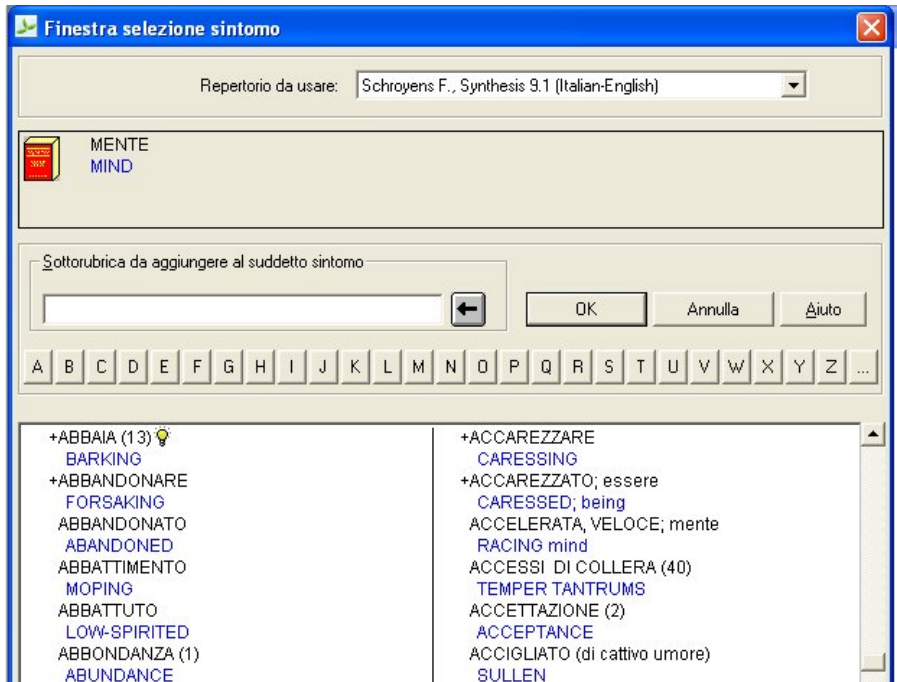 Finestra selezione sintomo
Repertorio da usare: Schroyens F., Synthesis 9.1 (Italian-English)
MENTE
MIND
Sottorubrica da aggiungere al suddetto sintomo
OK Annulla Aiuto
A B C D E F G H I J K L M N O P Q R S T U V W X Y Z ...
+ABBAIA (13)
BARKING
+ABBANDONARE
FORSAKING
ABBANDONATO
ABANDONED
ABBATTIMENTO
MOPING
ABBATTUTO
LOW-SPIRITED
ABBONDANZA (1)
ABUNDANCE
+ACCAREZZARE
CARESSING
+ACCAREZZATO; essere
CARESSED; being
ACCELERATA, VELOCE; mente
RACING mind
ACCESSI DI COLLERA (40)
TEMPER TANTRUMS
ACCETTAZIONE (2)
ACCEPTANCE
ACCIGLIATO (di cattivo umore)
SULLEN